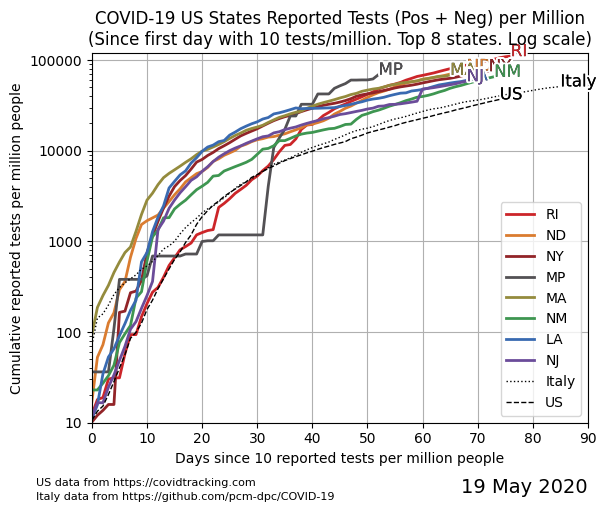 COVID-19 US States Reported Tests (Pos + Neg) per Million
(Since first day with 10 tests/million. Top 8 states. Log scale)
Cumulative reported tests per million people
100000
10000
1000
100
10
MP
RI
NY
MA
NM
NJ
US
Italy
RI
ND
NY
MP
MA
NM
LA
NJ
Italy
US
0 10 20 30 40 50 60 70 80 90
Days since 10 reported tests per million people
US data from https://covidtracking.com
Italy data from https://github.com/pcm-dpc/COVID-19
19 May 2020